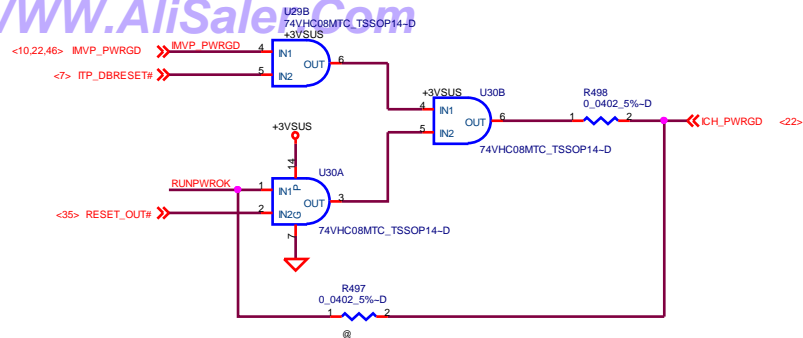 WWW.AliSaler.Com
U29B
74VHC08MTC_TSSOP14~D
+3VSUS
<10,22,46> IMVP_PWRGD IMVP_PWRGD 4 IN1
OUT 6
<7> ITP_DBRESET# 5 IN2
+3VSUS U30B
4 IN1
OUT 6
5 IN2
74VHC08MTC_TSSOP14~D
R498
0_0402_5%~D
1 2
ICH_PWRGD <22>
+3VSUS
14
U30A
RUNPWROK 1 IN1 P
OUT 3
<35> RESET_OUT# 2 IN2 G
7
74VHC08MTC_TSSOP14~D
R497
0_0402_5%~D
1 2
@